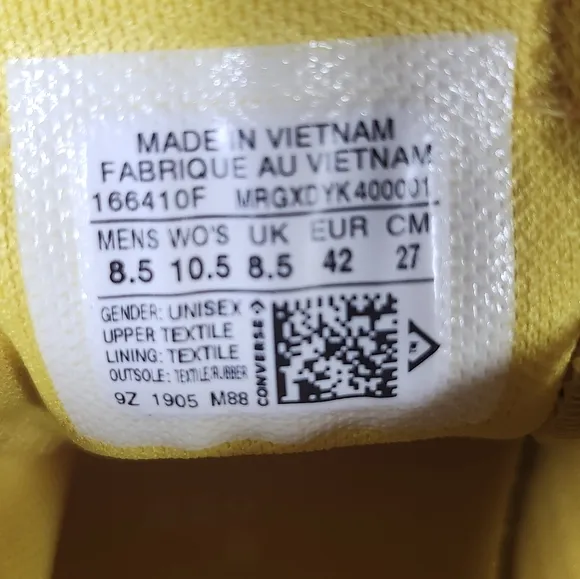 MADE IN VIETNAM
FABRIQUE AU VIETNAM
166410F MRGXDYK400001
MENS WO'S UK EUR CM
8.5 10.5 8.5 42 27
GENDER: UNISEX
UPPER TEXTILE
LINING: TEXTILE
OUTSOLE: TEXTILE/RUBBER
9Z 1905 M88
CONVERSE